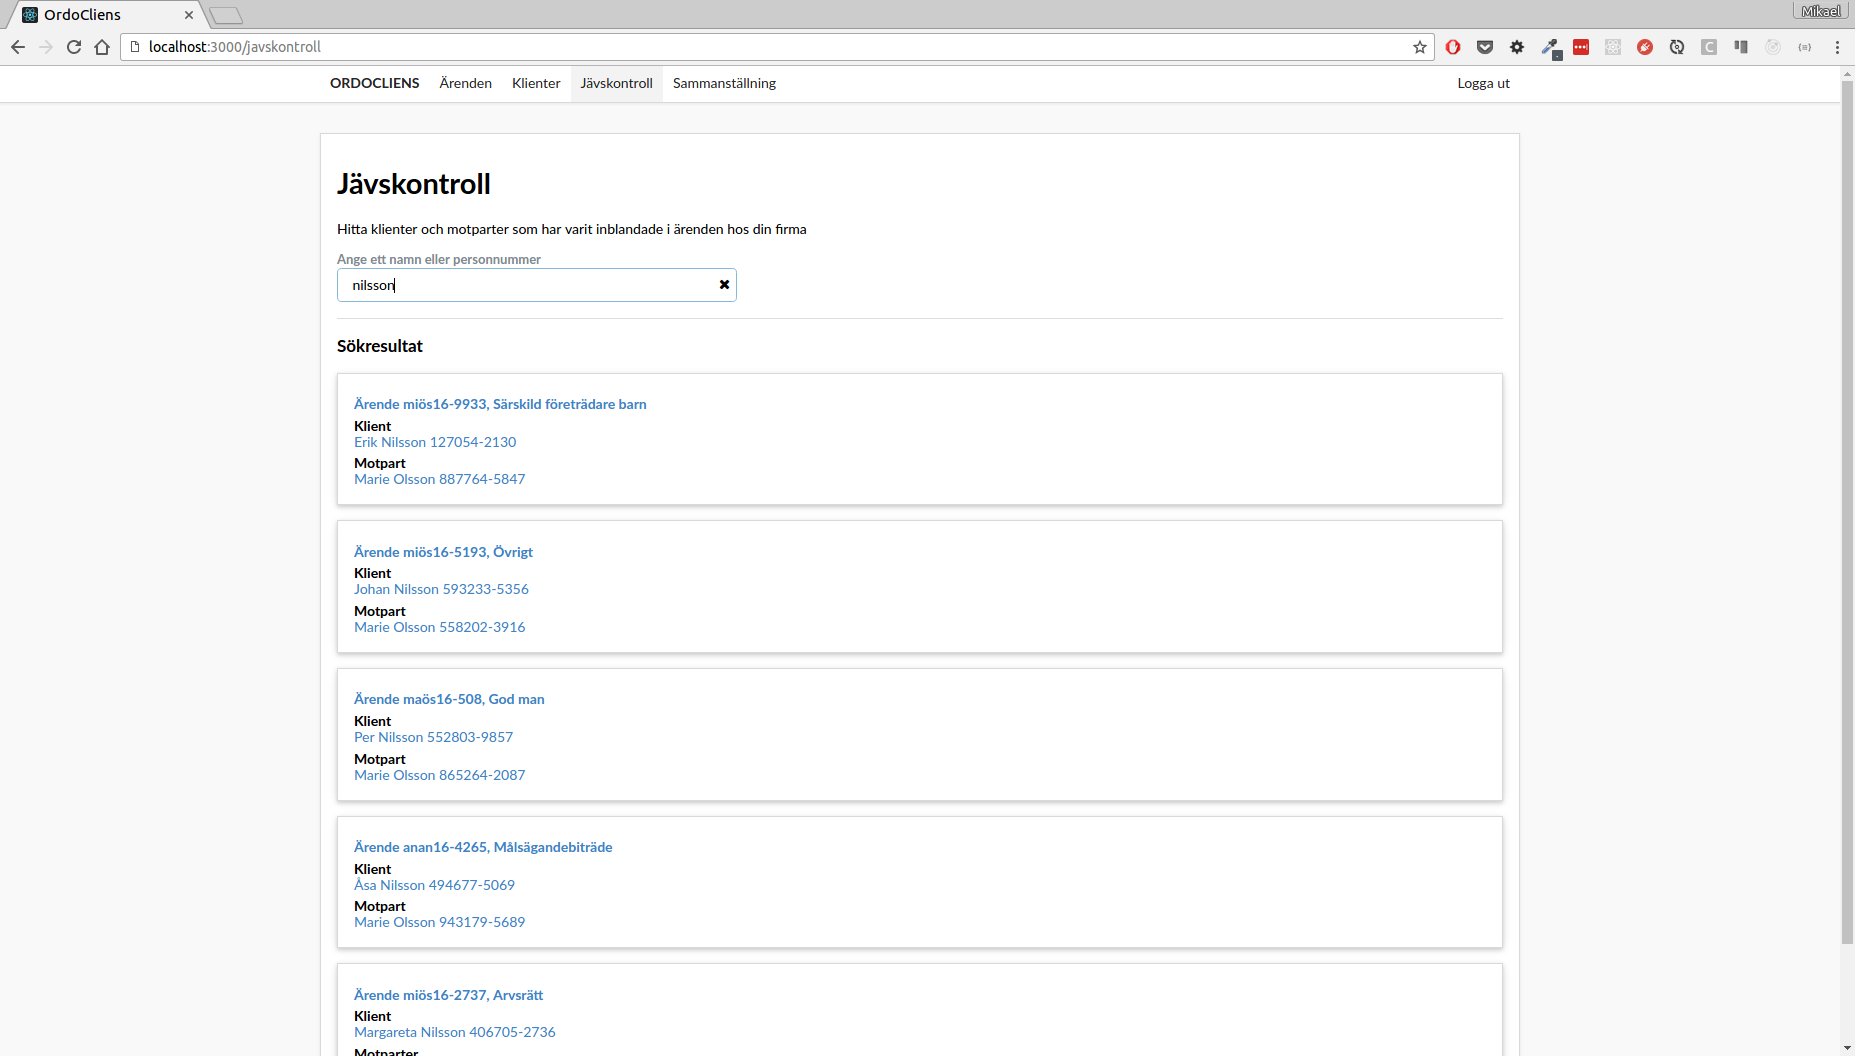 OrdoCliens
Mikael
localhost:3000/javskontroll
ORDOCLIENS Ärenden Klienter Jävskontroll Sammanställning Logga ut
Jävskontroll
Hitta klienter och motparter som har varit inblandade i ärenden hos din firma
Ange ett namn eller personnummer
nilsson
Sökresultat
Ärende miös16-9933, Särskild företrädare barn
Klient
Erik Nilsson 127054-2130
Motpart
Marie Olsson 887764-5847
Ärende miös16-5193, Övrigt
Klient
Johan Nilsson 593233-5356
Motpart
Marie Olsson 558202-3916
Ärende maös16-508, God man
Klient
Per Nilsson 552803-9857
Motpart
Marie Olsson 865264-2087
Ärende anan16-4265, Målsägandebiträde
Klient
Åsa Nilsson 494677-5069
Motpart
Marie Olsson 943179-5689
Ärende miös16-2737, Arvsrätt
Klient
Margareta Nilsson 406705-2736
Motparter